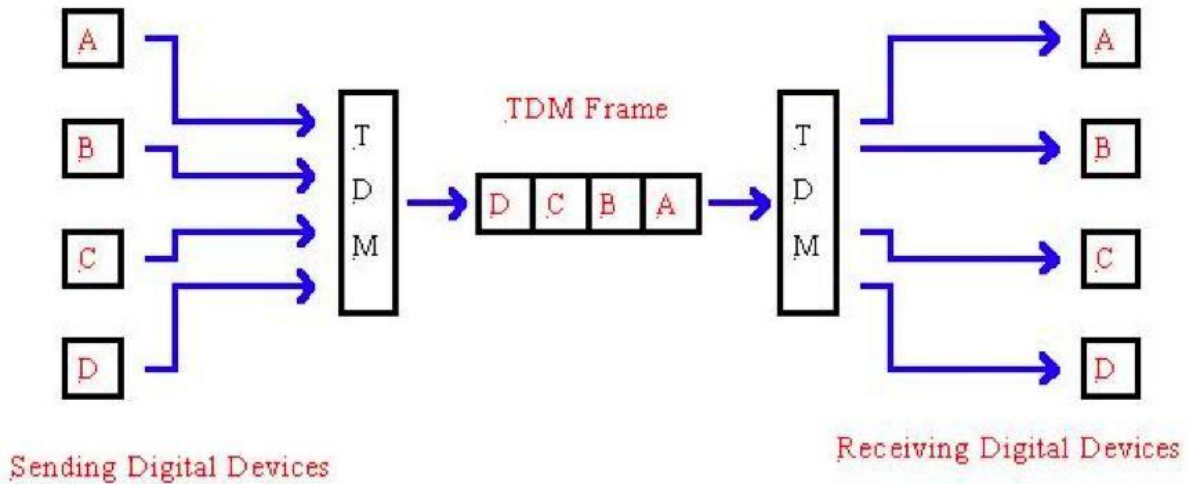 A
B
C
D
T
D
M
TDM Frame
D C B A
T
D
M
A
B
C
D
Sending Digital Devices
Receiving Digital Devices